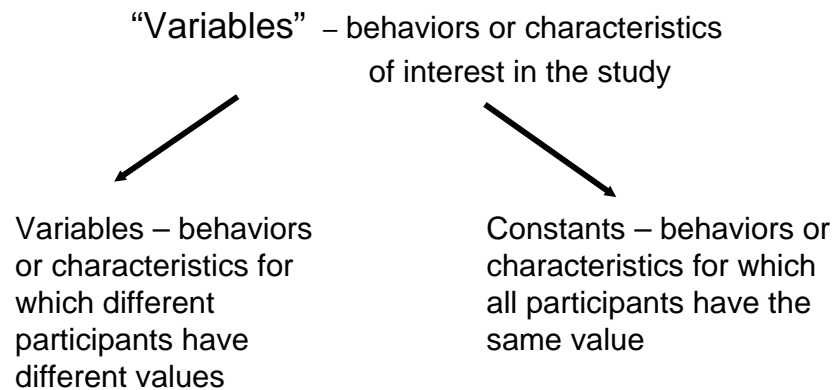 “Variables” – behaviors or characteristics
of interest in the study
Variables – behaviors
or characteristics for
which different
participants have
different values
Constants – behaviors or
characteristics for which
all participants have the
same value